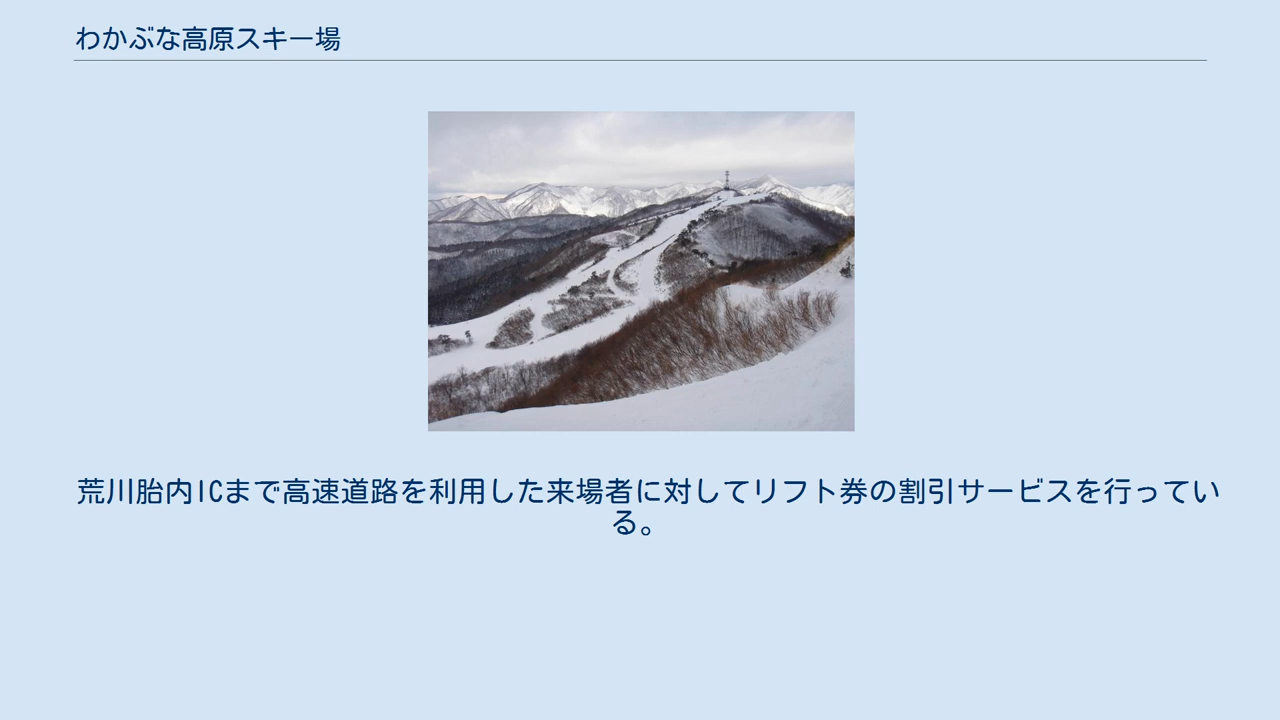 わかぶな高原スキー場
荒川胎内ICまで高速道路を利用した来場者に対してリフト券の割引サービスを行ってい
る。